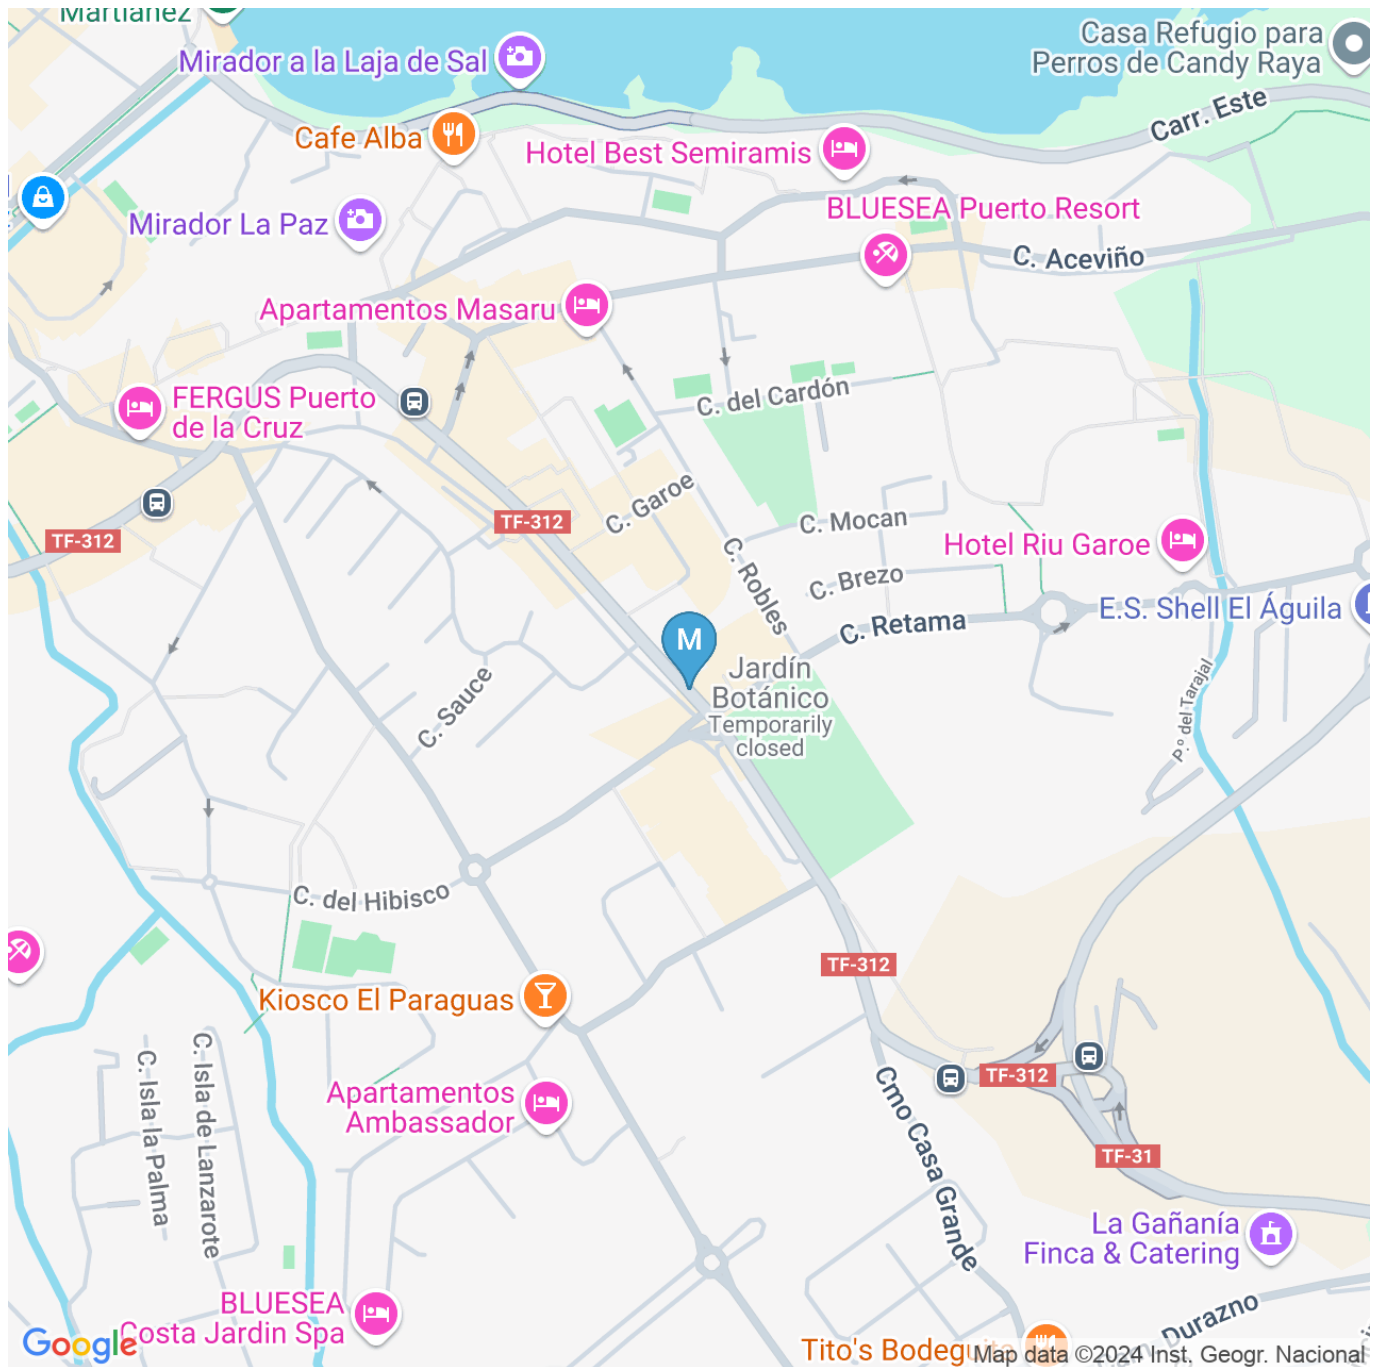 Martiánez
Mirador a la Laja de Sal
Casa Refugio para
Perros de Candy Raya
Carr. Este
Cafe Alba
Hotel Best Semiramis
Mirador La Paz
BLUESEA Puerto Resort
C. Aceviño
Apartamentos Masaru
FERGUS Puerto
de la Cruz
C. del Cardón
C. Garoe
TF-312
C. Mocan
TF-312
Hotel Riu Garoe
C. Robles
C. Brezo
C. Retama
E.S. Shell El Águila
M
Jardín
Botánico
Temporarily
closed
C. Sauce
P.º del Tarajal
C. del Hibisco
TF-312
Kiosco El Paraguas
C. Isla la Palma
C. Isla de Lanzarote
Apartamentos
Ambassador
TF-312
Cmo Casa Grande
TF-31
La Gañanía
Finca & Catering
BLUESEA
Costa Jardin Spa
Durazno
Google
Tito's
Map data ©2024 Inst. Geogr. Nacional